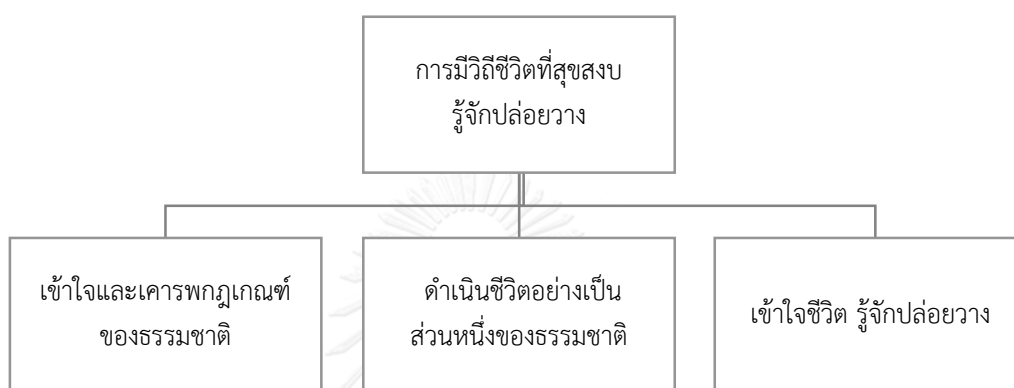 การมีวิถีชีวิตที่สุขสงบ
รู้จักปล่อยวาง
เข้าใจและเคารพกฎเกณฑ์
ของธรรมชาติ
ดำเนินชีวิตอย่างเป็น
ส่วนหนึ่งของธรรมชาติ
เข้าใจชีวิต รู้จักปล่อยวาง